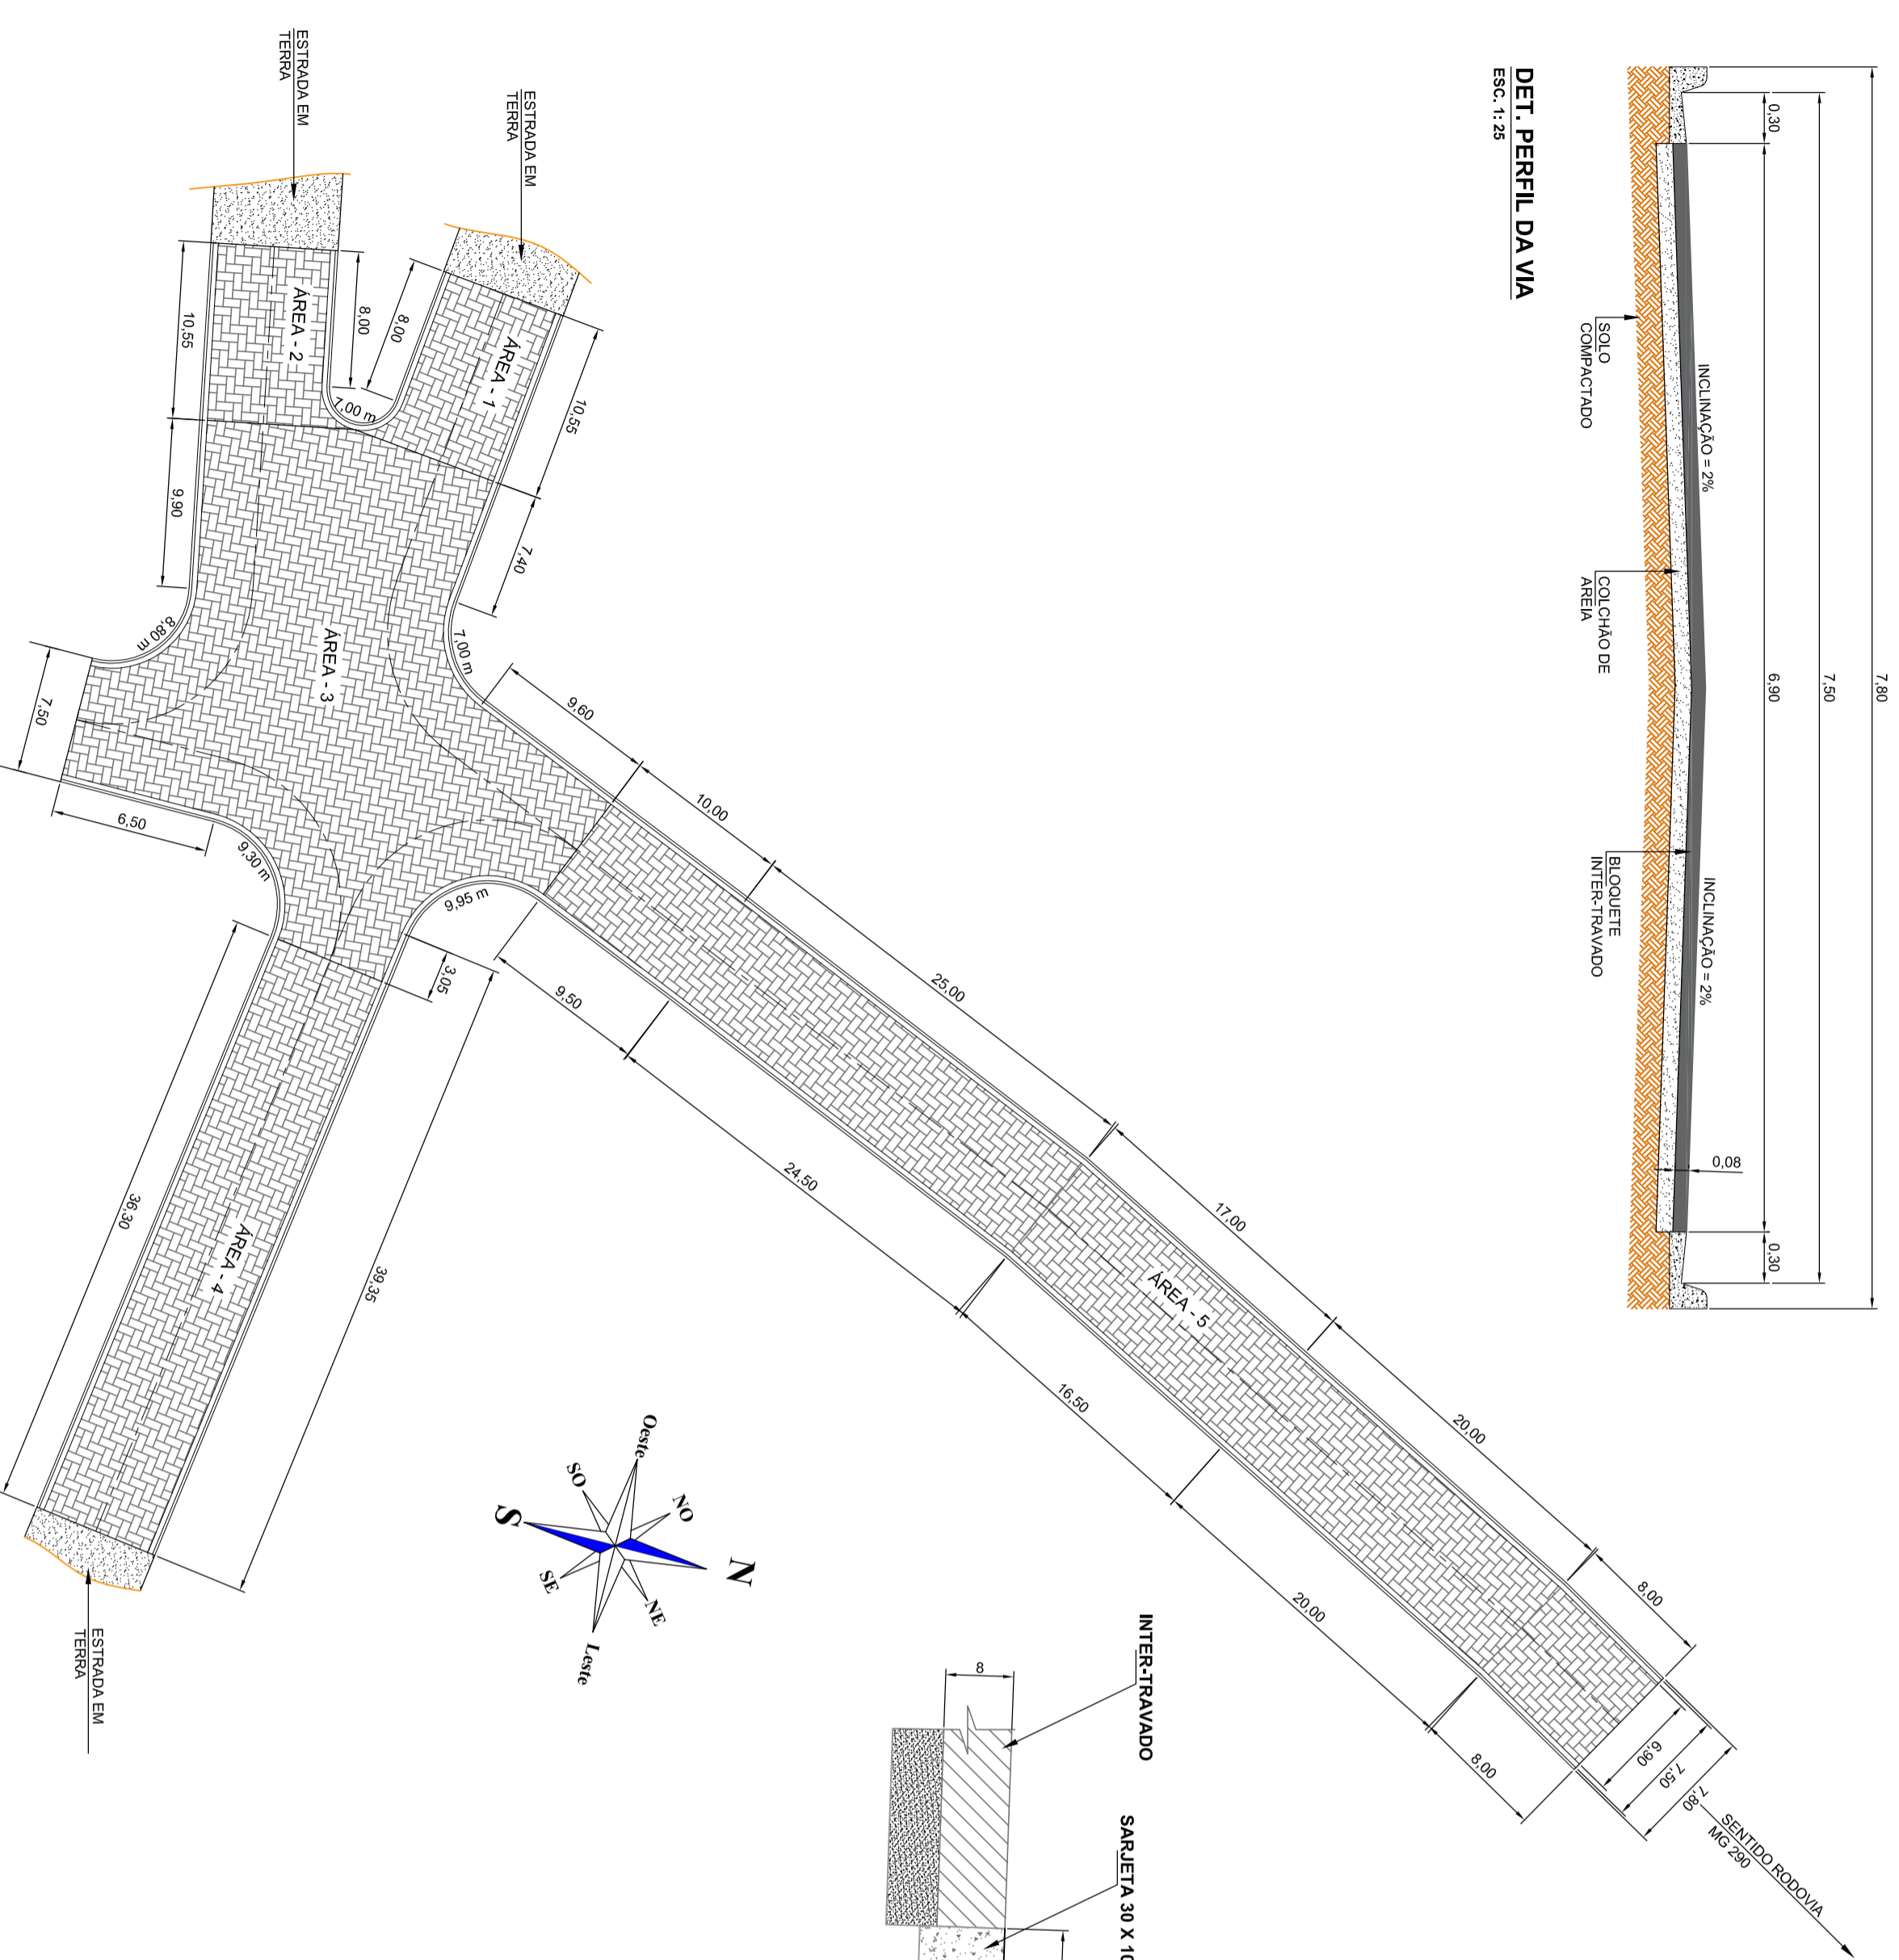 7,80
7,50
0,30
6,90
0,30
0,08
INCLINAÇÃO = 2%
INCLINAÇÃO = 2%
SOLO
COMPACTADO
COLCHÃO DE
AREIA
BLOQUETE
INTER-TRAVADO
DET. PERFIL DA VIA
ESC. 1: 25
ESTRADA EM
TERRA
ESTRADA EM
TERRA
ÁREA - 1
8,00
10,55
7,40
7,00 m
ÁREA - 2
8,00
10,55
7,00 m
9,90
8,80 m
ÁREA - 3
7,50
6,50
9,30 m
9,95 m
3,05
9,60
10,00
25,00
17,00
20,00
8,00
9,50
24,50
16,50
20,00
8,00
ÁREA - 5
6,90
7,50
7,80
SENTIDO RODOVIA
MG 290
36,30
39,35
ÁREA - 4
ESTRADA EM
TERRA
N
NO
NE
Oeste
Leste
SO
SE
S
INTER-TRAVADO
SARJETA 30 X 10
8